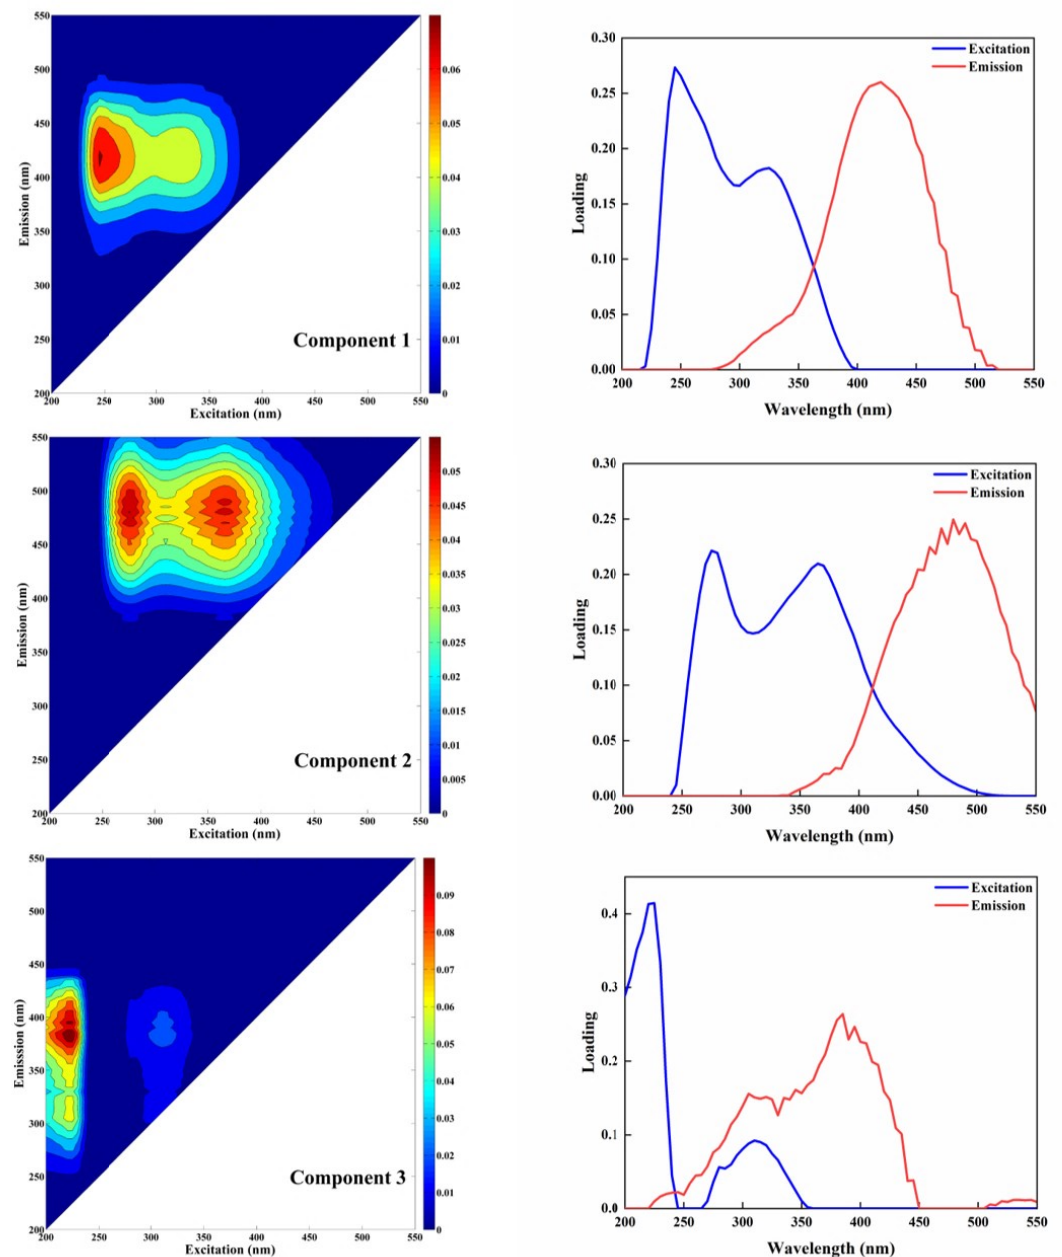 550
500
450
400
350
300
250
200
Emission (nm)
200 250 300 350 400 450 500 550
Excitation (nm)
Component 1
0.06
0.05
0.04
0.03
0.02
0.01
0
0.30
0.25
0.20
0.15
0.10
0.05
0.00
Loading
200 250 300 350 400 450 500 550
Wavelength (nm)
Excitation
Emission
550
500
450
400
350
300
250
200
Emission (nm)
200 250 300 350 400 450 500 550
Excitation (nm)
Component 2
0.05
0.045
0.04
0.035
0.03
0.025
0.02
0.015
0.01
0.005
0
0.30
0.25
0.20
0.15
0.10
0.05
0.00
Loading
200 250 300 350 400 450 500 550
Wavelength (nm)
Excitation
Emission
550
500
450
400
350
300
250
200
Emisssion (nm)
200 250 300 350 400 450 500 550
Excitation (nm)
Component 3
0.09
0.08
0.07
0.06
0.05
0.04
0.03
0.02
0.01
0
0.4
0.3
0.2
0.1
0.0
Loading
200 250 300 350 400 450 500 550
Wavelength (nm)
Excitation
Emission